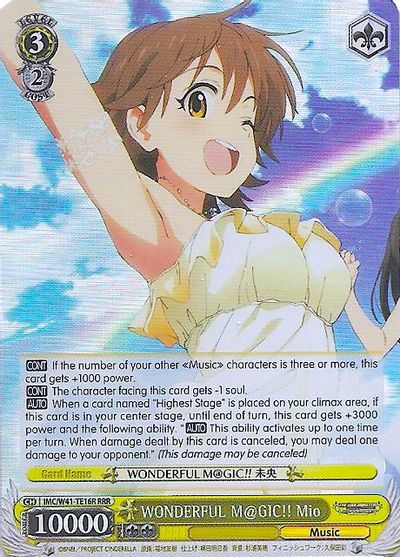 LEVEL
3
2
COST
CONT If the number of your other «Music» characters is three or more, this
card gets +1000 power.
CONT The character facing this card gets -1 soul.
AUTO When a card named "Highest Stage" is placed on your climax area, if
this card is in your center stage, until end of turn, this card gets +3000
power and the following ability. "AUTO This ability activates up to one time
per turn. When damage dealt by this card is canceled, you may deal one
damage to your opponent." (This damage may be canceled)
Card Name
WONDERFUL M@GIC!! 未央
CH IMC/W41-TE16R RRR
WONDERFUL M@GIC!! Mio
POWER
10000
Music
©BNEI／PROJECT CINDERELLA